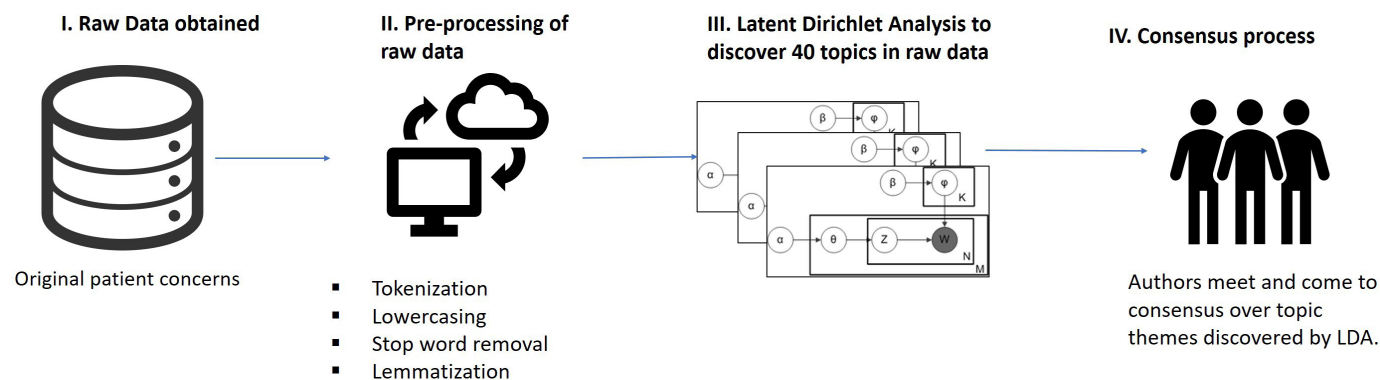 I. Raw Data obtained
Original patient concerns
II. Pre-processing of
raw data
▪ Tokenization
▪ Lowercasing
▪ Stop word removal
▪ Lemmatization
III. Latent Dirichlet Analysis to
discover 40 topics in raw data
β φ K
α
β φ K
α
β φ K
α θ Z W
N
M
IV. Consensus process
Authors meet and come to
consensus over topic
themes discovered by LDA.